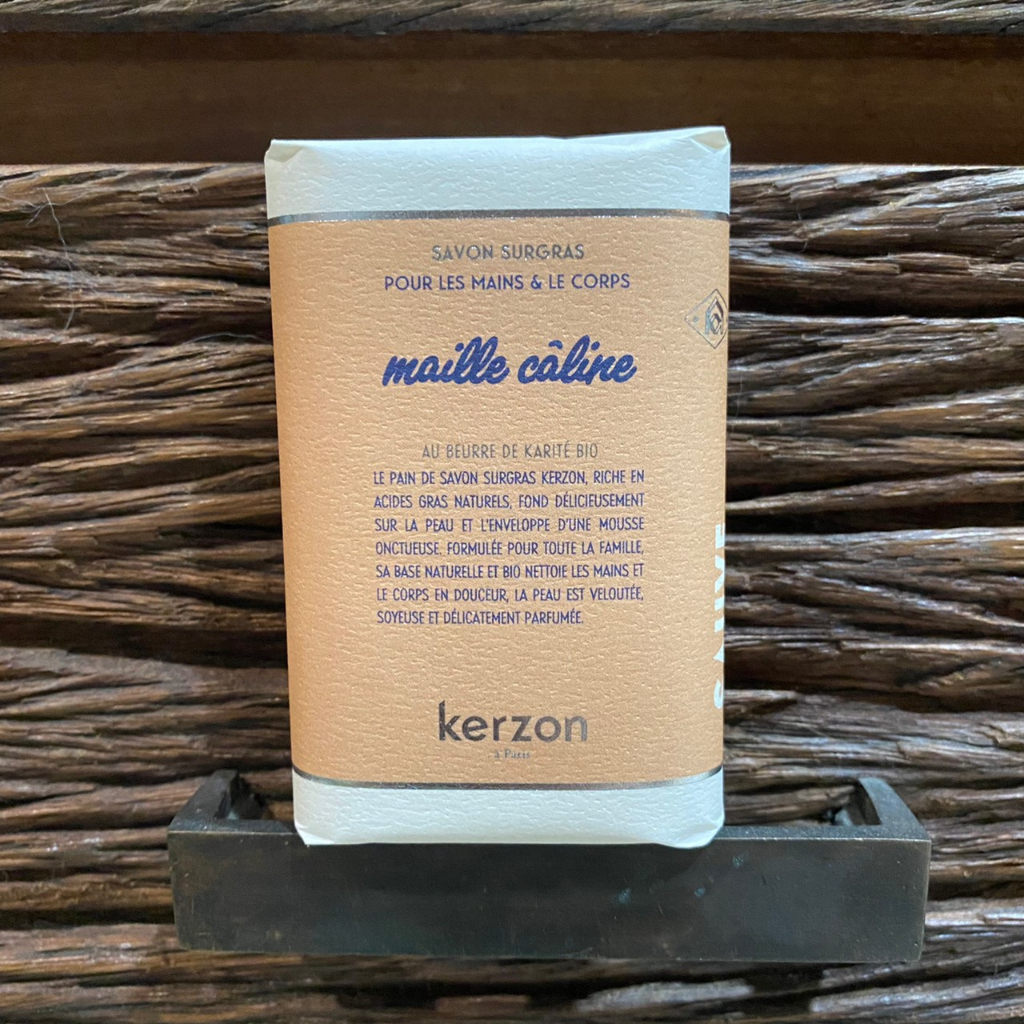 SAVON SURGRAS
POUR LES MAINS & LE CORPS
maille câline
AU BEURRE DE KARITÉ BIO
LE PAIN DE SAVON SURGRAS KERZON, RICHE EN
ACIDES GRAS NATURELS, FOND DÉLICIEUSEMENT
SUR LA PEAU ET L'ENVELOPPE D'UNE MOUSSE
ONCTUEUSE. FORMULÉE POUR TOUTE LA FAMILLE,
SA BASE NATURELLE ET BIO NETTOIE LES MAINS ET
LE CORPS EN DOUCEUR, LA PEAU EST VELOUTÉE,
SOYEUSE ET DÉLICATEMENT PARFUMÉE.
kerzon
à Paris